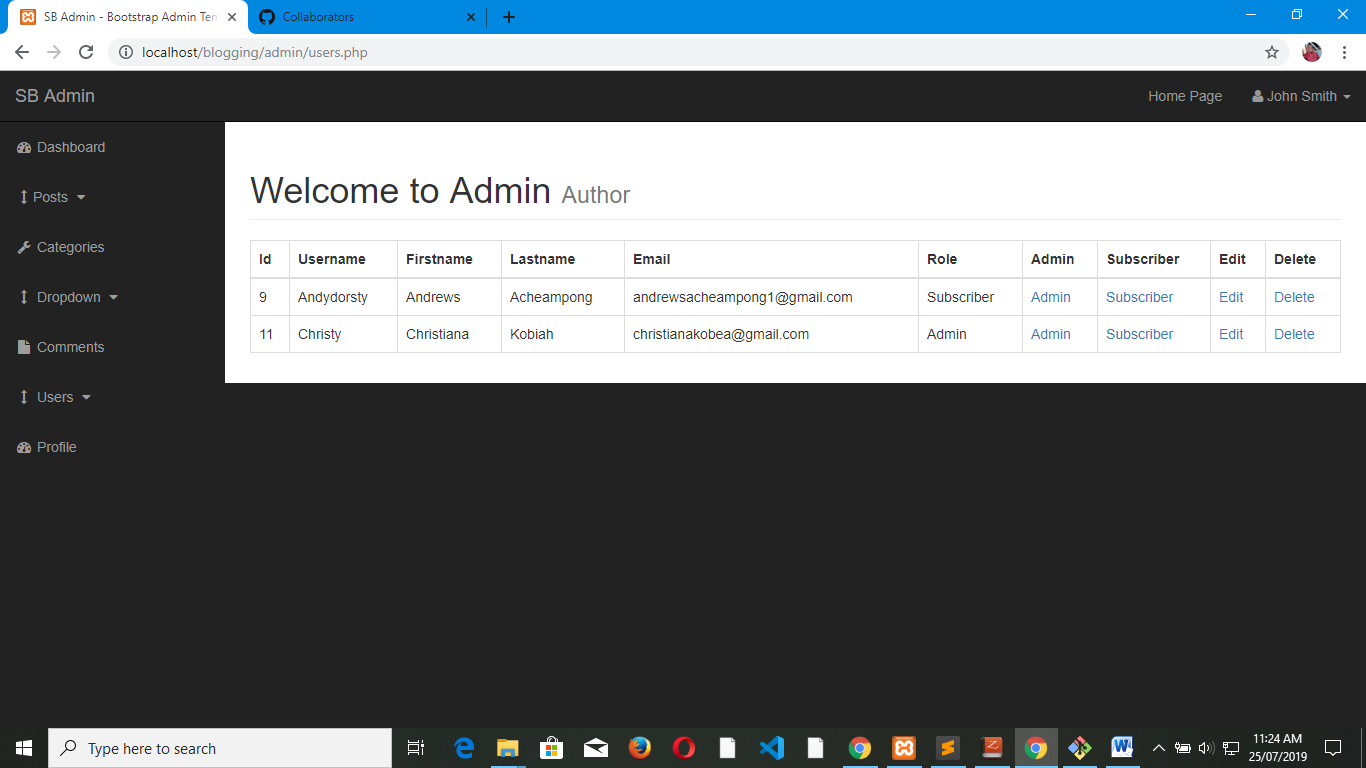 SB Admin - Bootstrap Admin Tem
Collaborators
localhost/blogging/admin/users.php
SB Admin
Home Page
John Smith
Dashboard
Posts
Categories
Dropdown
Comments
Users
Profile
Welcome to Admin Author
Id Username Firstname Lastname Email Role Admin Subscriber Edit Delete
9 Andydorsty Andrews Acheampong andrewsacheampong1@gmail.com Subscriber Admin Subscriber Edit Delete
11 Christy Christiana Kobiah christianakobea@gmail.com Admin Admin Subscriber Edit Delete
Type here to search
11:24 AM
25/07/2019